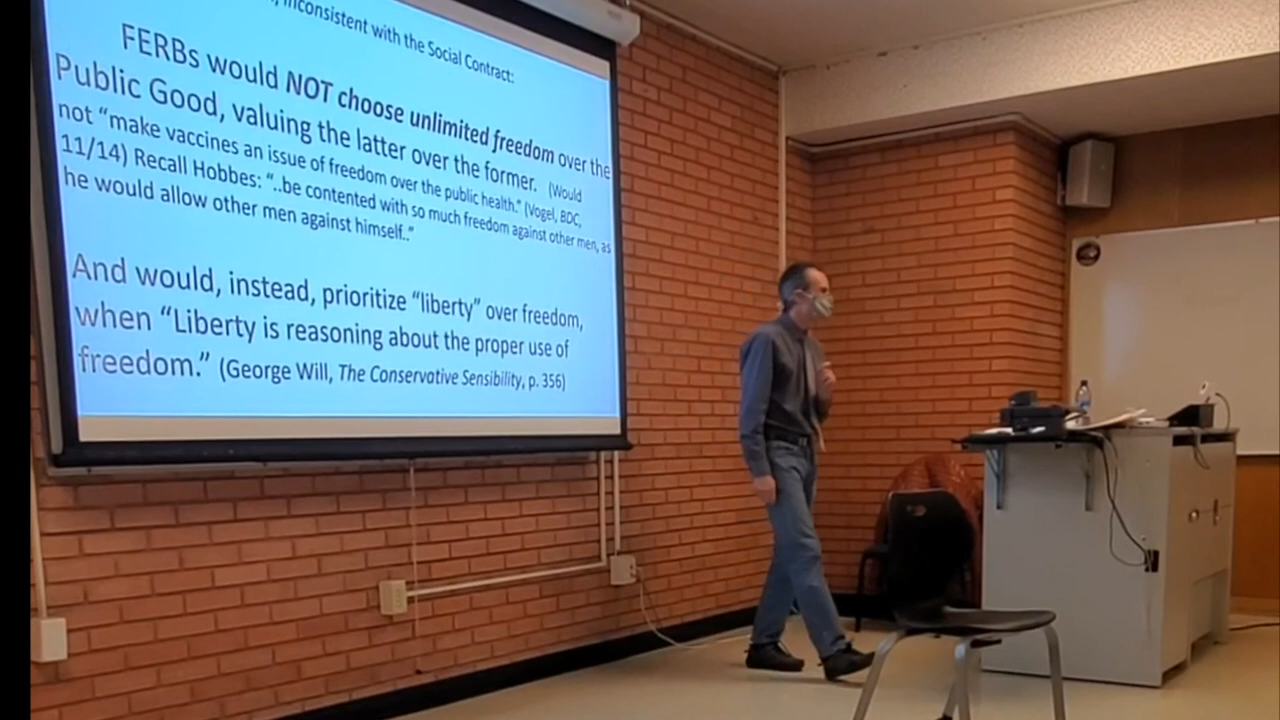 inconsistent with the Social Contract:
FERBs would NOT choose unlimited freedom over the
Public Good, valuing the latter over the former. (Would
not “make vaccines an issue of freedom over the public health.” (Vogel, BDC,
11/14) Recall Hobbes: “..be contented with so much freedom against other men, as
he would allow other men against himself..”
And would, instead, prioritize “liberty” over freedom,
when “Liberty is reasoning about the proper use of
freedom.” (George Will, The Conservative Sensibility, p. 356)